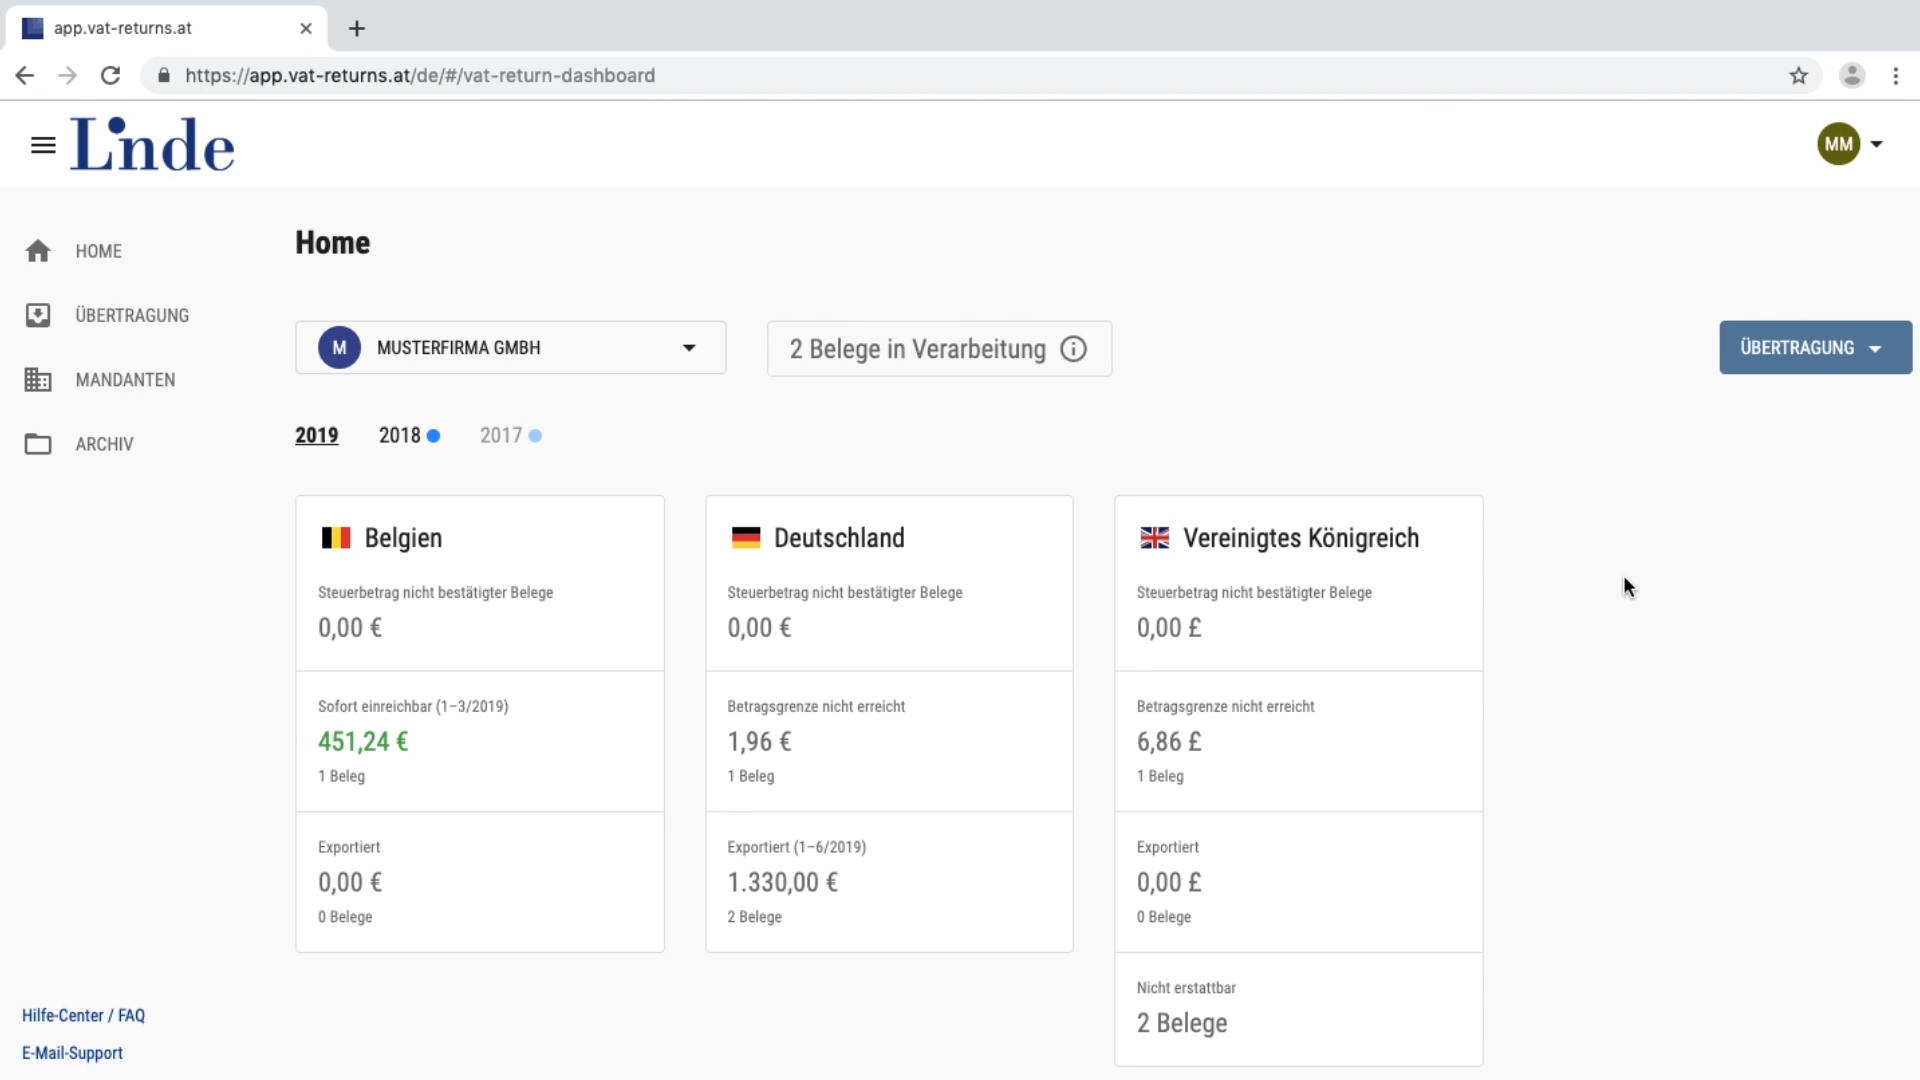 app.vat-returns.at
https://app.vat-returns.at/de/#/vat-return-dashboard
Linde
MM
HOME
ÜBERTRAGUNG
MANDANTEN
ARCHIV
Home
M MUSTERFIRMA GMBH
2 Belege in Verarbeitung
ÜBERTRAGUNG
2019 2018 2017
Belgien
Steuerbetrag nicht bestätigter Belege
0,00 €
Sofort einreichbar (1–3/2019)
451,24 €
1 Beleg
Exportiert
0,00 €
0 Belege
Deutschland
Steuerbetrag nicht bestätigter Belege
0,00 €
Betragsgrenze nicht erreicht
1,96 €
1 Beleg
Exportiert (1–6/2019)
1.330,00 €
2 Belege
Vereinigtes Königreich
Steuerbetrag nicht bestätigter Belege
0,00 £
Betragsgrenze nicht erreicht
6,86 £
1 Beleg
Exportiert
0,00 £
0 Belege
Nicht erstattbar
2 Belege
Hilfe-Center / FAQ
E-Mail-Support